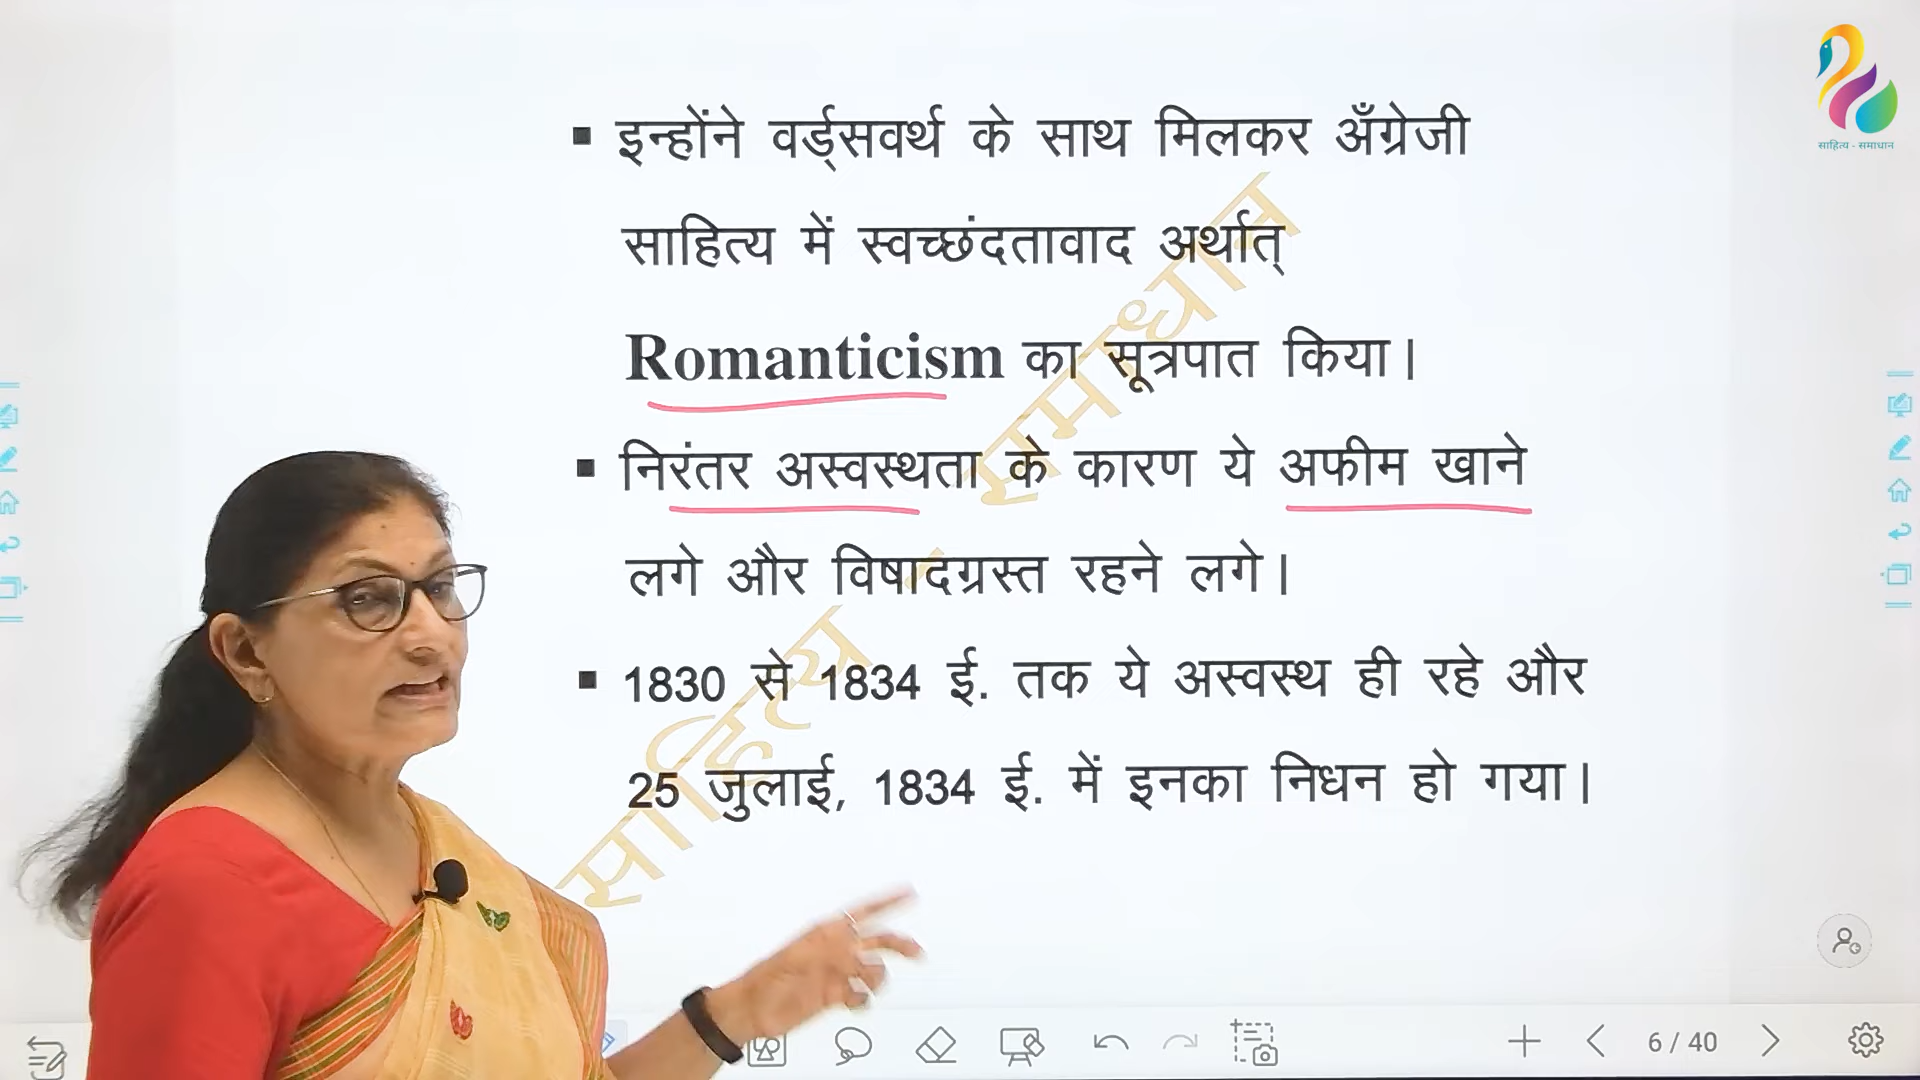 साहित्य - समाधान
▪ इन्होंने वर्ड्सवर्थ के साथ मिलकर अँग्रेजी
साहित्य में स्वच्छंदतावाद अर्थात्
Romanticism का सूत्रपात किया।
▪ निरंतर अस्वस्थता के कारण ये अफीम खाने
लगे और विषादग्रस्त रहने लगे।
▪ 1830 से 1834 ई. तक ये अस्वस्थ ही रहे और
25 जुलाई, 1834 ई. में इनका निधन हो गया।
साहित्य - समाधान
6 / 40